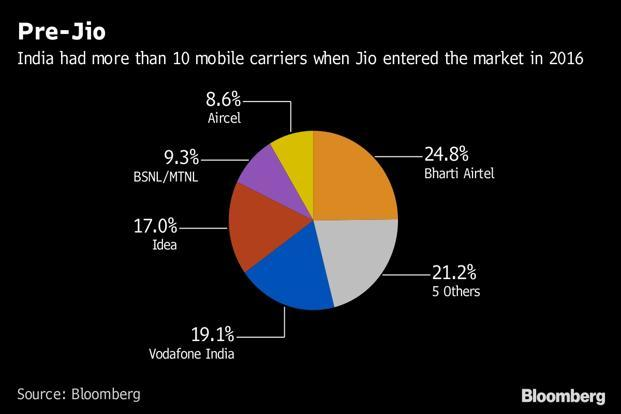 Pre-Jio
India had more than 10 mobile carriers when Jio entered the market in 2016
8.6%
Aircel
24.8%
Bharti Airtel
9.3%
BSNL/MTNL
17.0%
Idea
21.2%
5 Others
19.1%
Vodafone India
Source: Bloomberg
Bloomberg